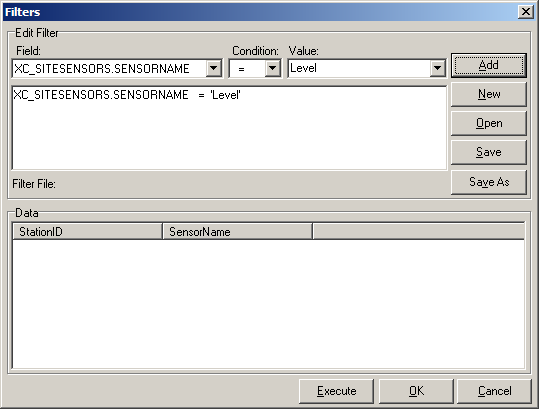 Filters
Edit Filter
Field: Condition: Value:
XC_SITESENSORS.SENSORNAME = Level
Add
XC_SITESENSORS.SENSORNAME = 'Level'
New
Open
Save
Filter File:
Save As
Data
StationID SensorName
Execute OK Cancel